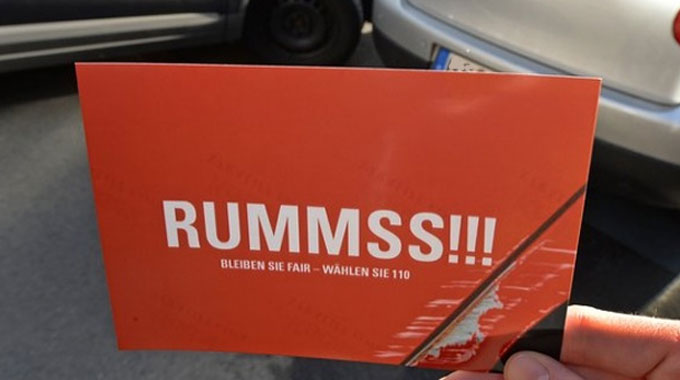 RUMMSS!!!
BLEIBEN SIE FAIR – WÄHLEN SIE 110